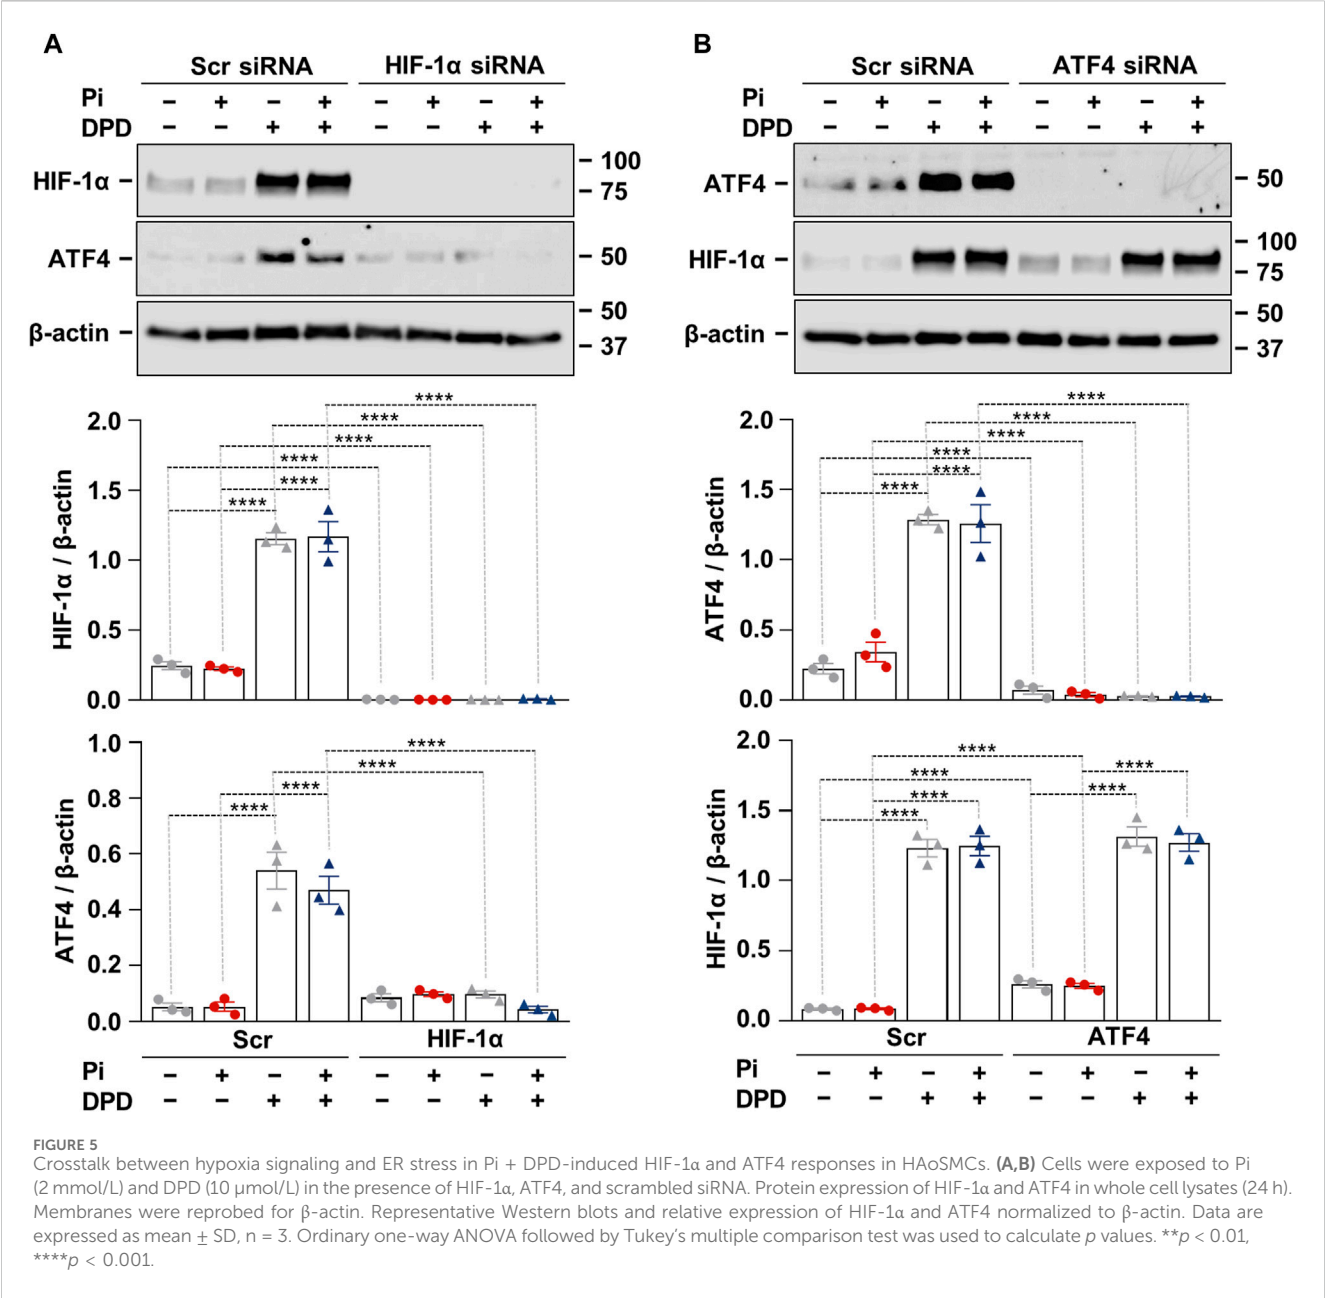 A
Scr siRNA HIF-1α siRNA
Pi − + − + − + − +
DPD − − + + − − + +
HIF-1α – – 100
– 75
ATF4 – – 50
β-actin – – 50
– 37
B
Scr siRNA ATF4 siRNA
Pi − + − + − + − +
DPD − − + + − − + +
ATF4 – – 50
HIF-1α – – 100
– 75
β-actin – – 50
– 37
HIF-1α / β-actin
2.0
1.5
1.0
0.5
0.0
****
****
****
****
****
****
ATF4 / β-actin
1.0
0.8
0.6
0.4
0.2
0.0
****
****
****
****
Scr HIF-1α
Pi − + − + − + − +
DPD − − + + − − + +
ATF4 / β-actin
2.0
1.5
1.0
0.5
0.0
****
****
****
****
****
****
HIF-1α / β-actin
2.0
1.5
1.0
0.5
0.0
****
****
****
****
****
****
Scr ATF4
Pi − + − + − + − +
DPD − − + + − − + +
FIGURE 5
Crosstalk between hypoxia signaling and ER stress in Pi + DPD-induced HIF-1α and ATF4 responses in HAoSMCs. (A,B) Cells were exposed to Pi
(2 mmol/L) and DPD (10 µmol/L) in the presence of HIF-1α, ATF4, and scrambled siRNA. Protein expression of HIF-1α and ATF4 in whole cell lysates (24 h).
Membranes were reprobed for β-actin. Representative Western blots and relative expression of HIF-1α and ATF4 normalized to β-actin. Data are
expressed as mean ± SD, n = 3. Ordinary one-way ANOVA followed by Tukey's multiple comparison test was used to calculate p values. **p < 0.01,
****p < 0.001.